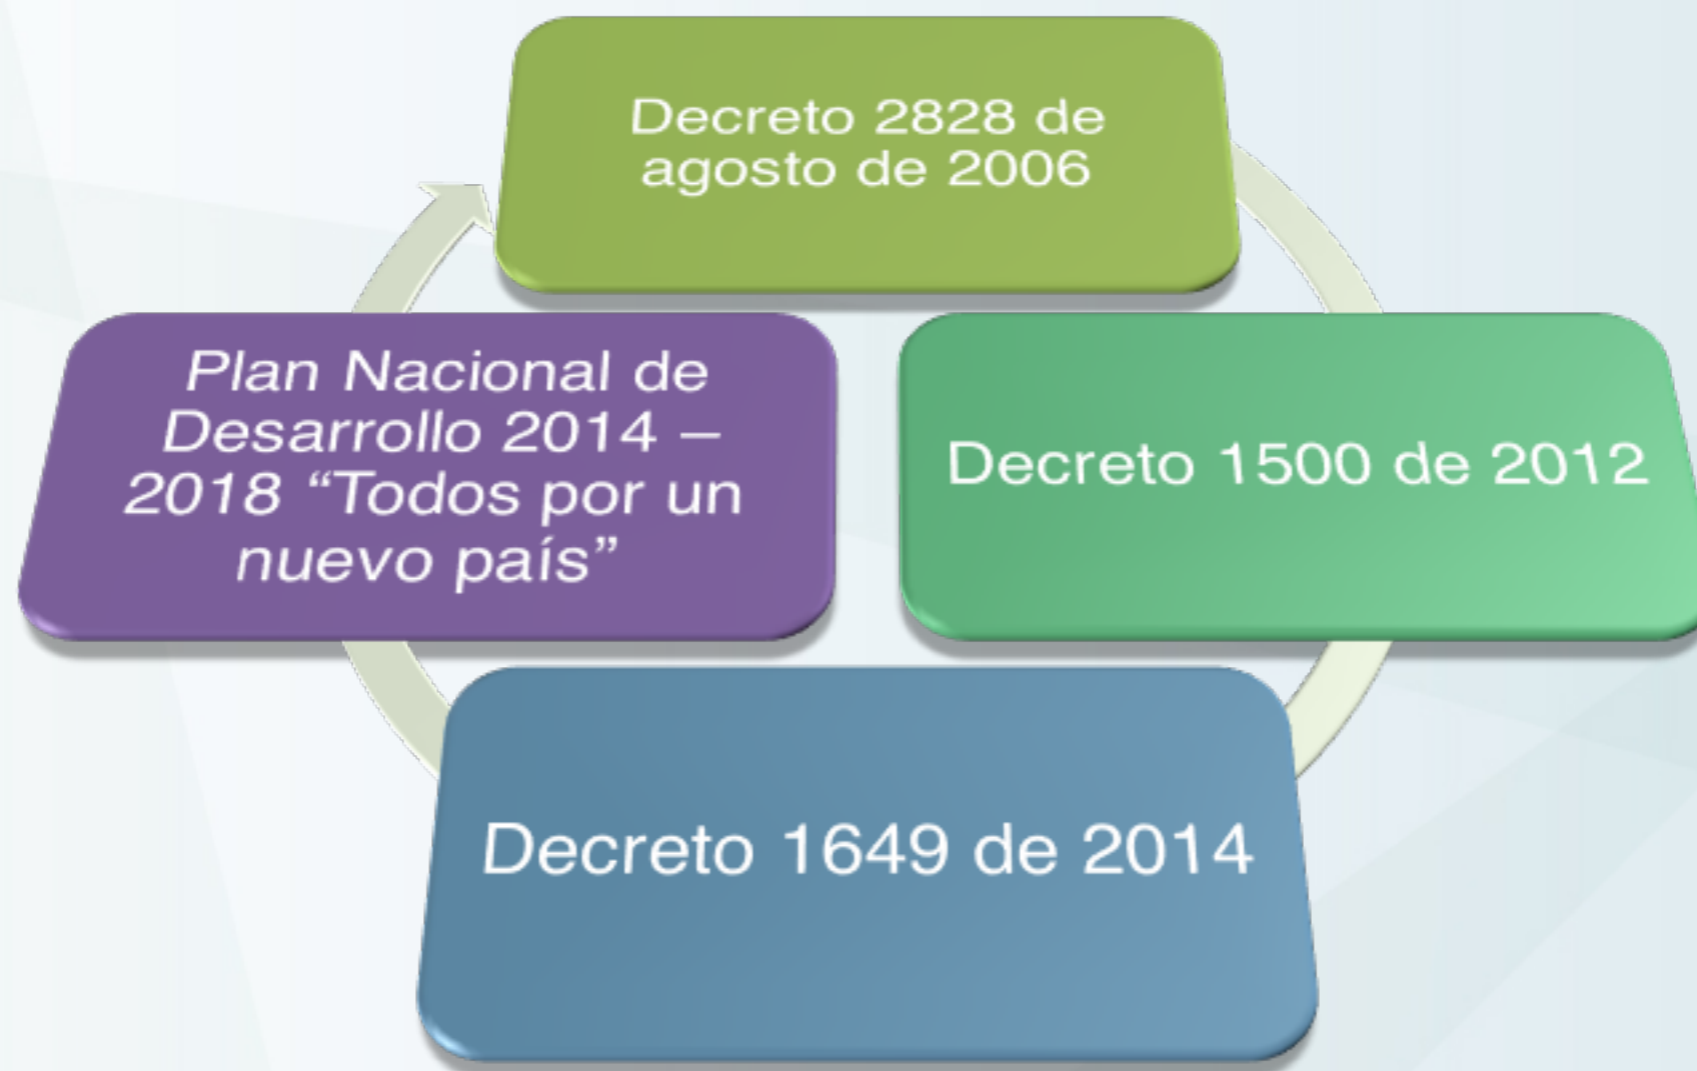 Decreto 2828 de
agosto de 2006
Plan Nacional de
Desarrollo 2014 –
2018 “Todos por un
nuevo país”
Decreto 1500 de 2012
Decreto 1649 de 2014